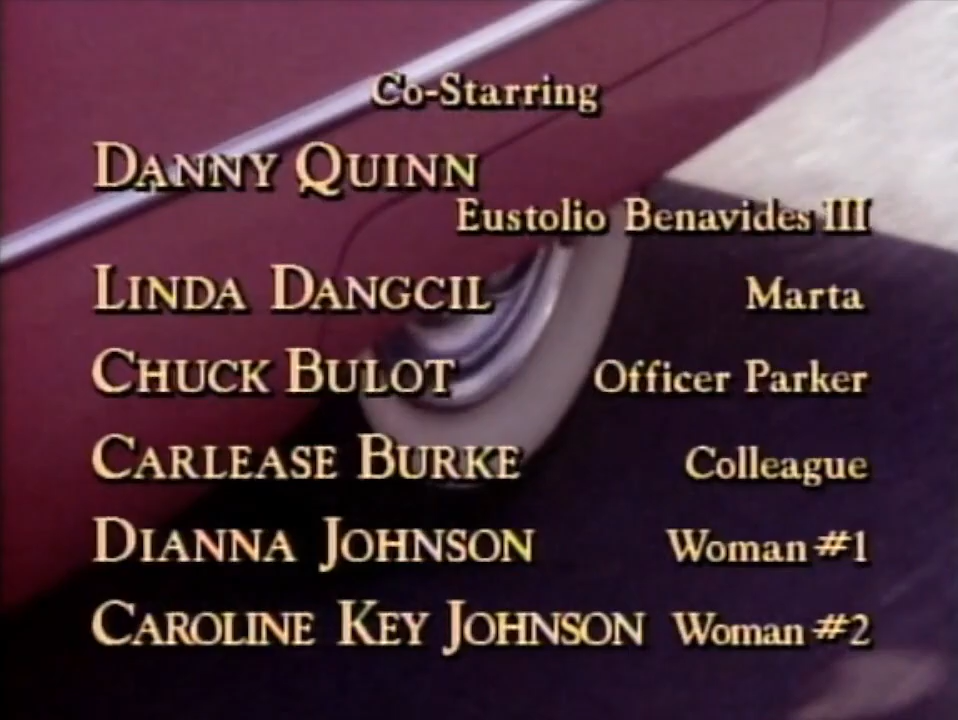 Co-Starring
DANNY QUINN
Eustolio Benavides III
LINDA DANGCIL Marta
CHUCK BULOT Officer Parker
CARLEASE BURKE Colleague
DIANNA JOHNSON Woman #1
CAROLINE KEY JOHNSON Woman #2